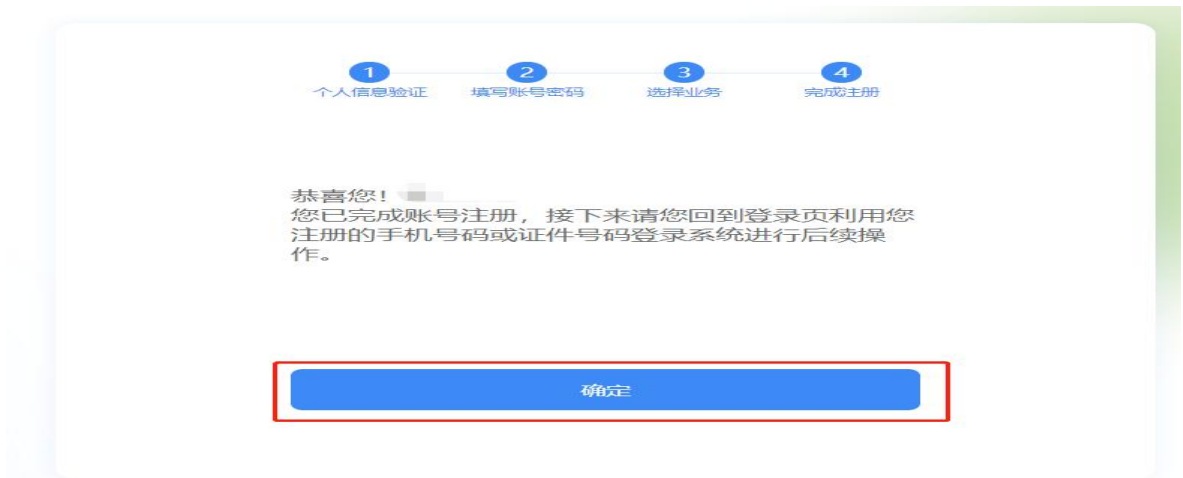 1 2 3 4
个人信息验证 填写账号密码 选择业务 完成注册
恭喜您！
您已完成账号注册，接下来请您回到登录页利用您
注册的手机号码或证件号码登录系统进行后续操
作。
确定